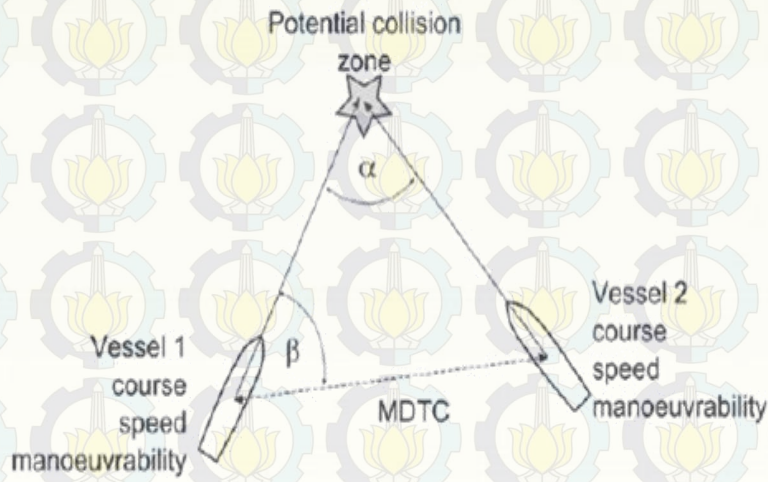 Potential collision
zone
α
Vessel 1
course
speed
manoeuvrability
β
MDTC
Vessel 2
course
speed
manoeuvrability